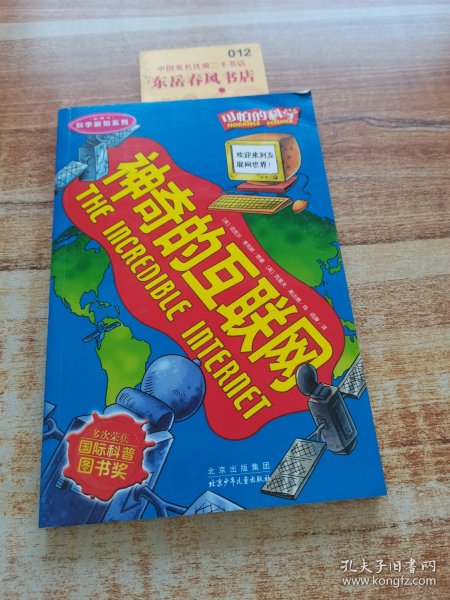 012
中国著名优质二手书店
东岳春风书店
科学新知系列
可怕的科学
HORRIBLE SCIENCE
欢迎来到互
联网世界!
神奇的互联网
THE INCREDIBLE INTERNET
多次荣获
国际科普
图书奖
北京出版集团
北京少年儿童出版社
孔夫子旧书网
www.kongfz.com